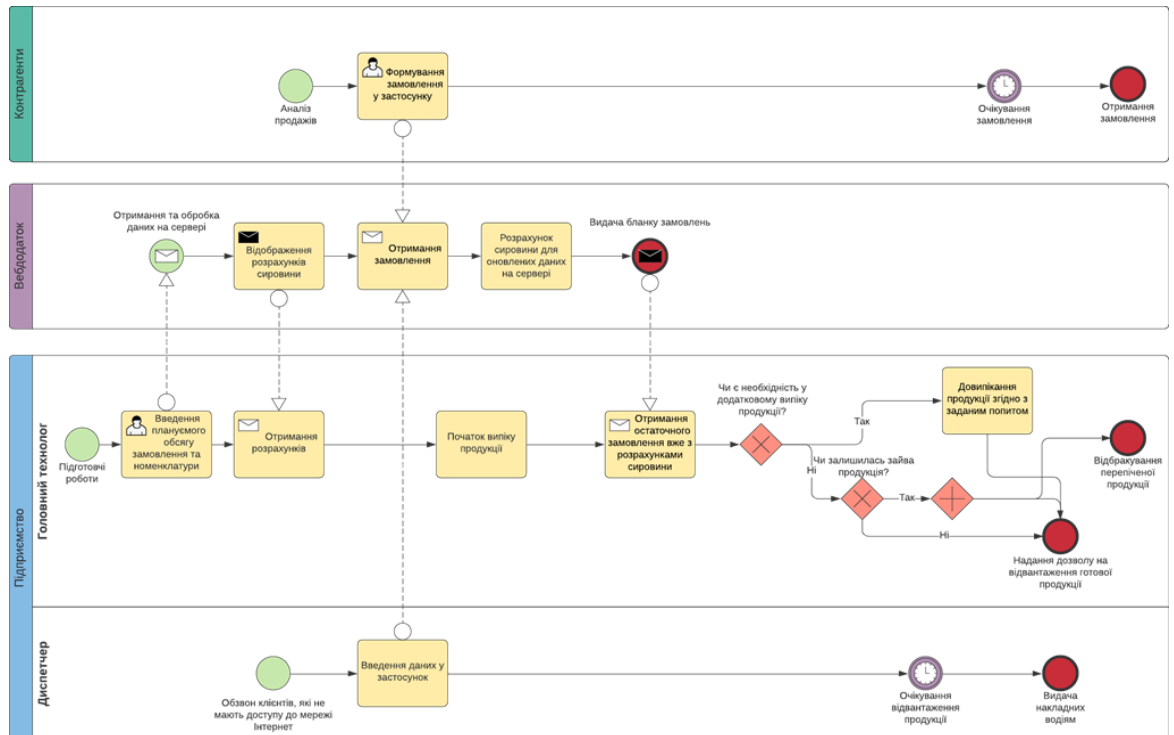 Контрагенти
Формування
замовлення
у застосунку
Аналіз
продажів
Очікування
замовлення
Отримання
замовлення
Вебдодаток
Отримання та обробка
даних на сервері
Відображення
розрахунків
сировини
Отримання
замовлення
Розрахунок
сировини для
оновлених даних
на сервері
Видача бланку замовлень
Підприємство
Головний технолог
Підготовчі
роботи
Введення
плануємого
обсягу
замовлення та
номенклатури
Отримання
розрахунків
Початок випіку
продукції
Отримання
остаточного
замовлення вже з
розрахунками
сировини
Чи є необхідність у
додатковому випіку
продукції?
Так
Ні
Довипікання
продукції згідно з
заданим попитом
Чи залишилась зайва
продукція?
Так
Ні
Відбракування
перепіченої
продукції
Надання дозволу на
відвантаження готової
продукції
Диспетчер
Обзвон клієнтів, які не
мають доступу до мережі
Інтернет
Введення даних у
застосунок
Очікування
відвантаження
продукції
Видача
накладних
водіям